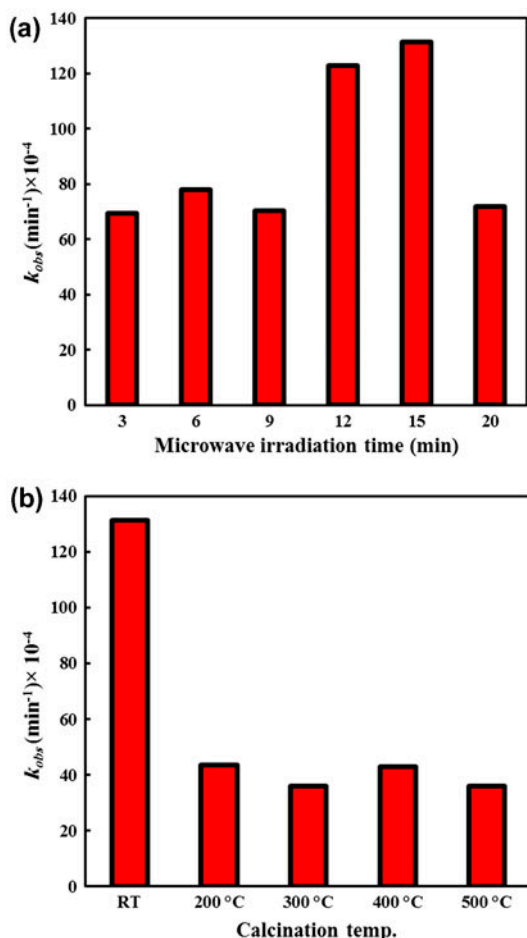 (a)
140
120
100
80
60
40
20
0
k_obs (min⁻¹)×10⁻⁴
3 6 9 12 15 20
Microwave irradiation time (min)
(b)
140
120
100
80
60
40
20
0
k_obs (min⁻¹)× 10⁻⁴
RT 200 °C 300 °C 400 °C 500 °C
Calcination temp.